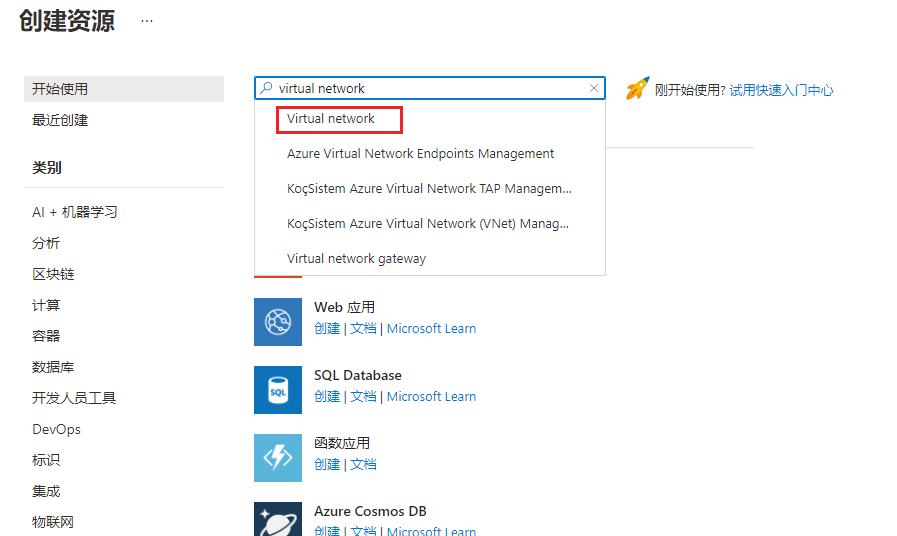 创建资源 ...
开始使用
最近创建
类别
AI + 机器学习
分析
区块链
计算
容器
数据库
开发人员工具
DevOps
标识
集成
物联网
virtual network
刚开始使用? 试用快速入门中心
Virtual network
Azure Virtual Network Endpoints Management
KoçSistem Azure Virtual Network TAP Managem...
KoçSistem Azure Virtual Network (VNet) Manag...
Virtual network gateway
Web 应用
创建 | 文档 | Microsoft Learn
SQL Database
创建 | 文档 | Microsoft Learn
SQL
函数应用
创建 | 文档
Azure Cosmos DB
创建 | 文档 | Microsoft Learn